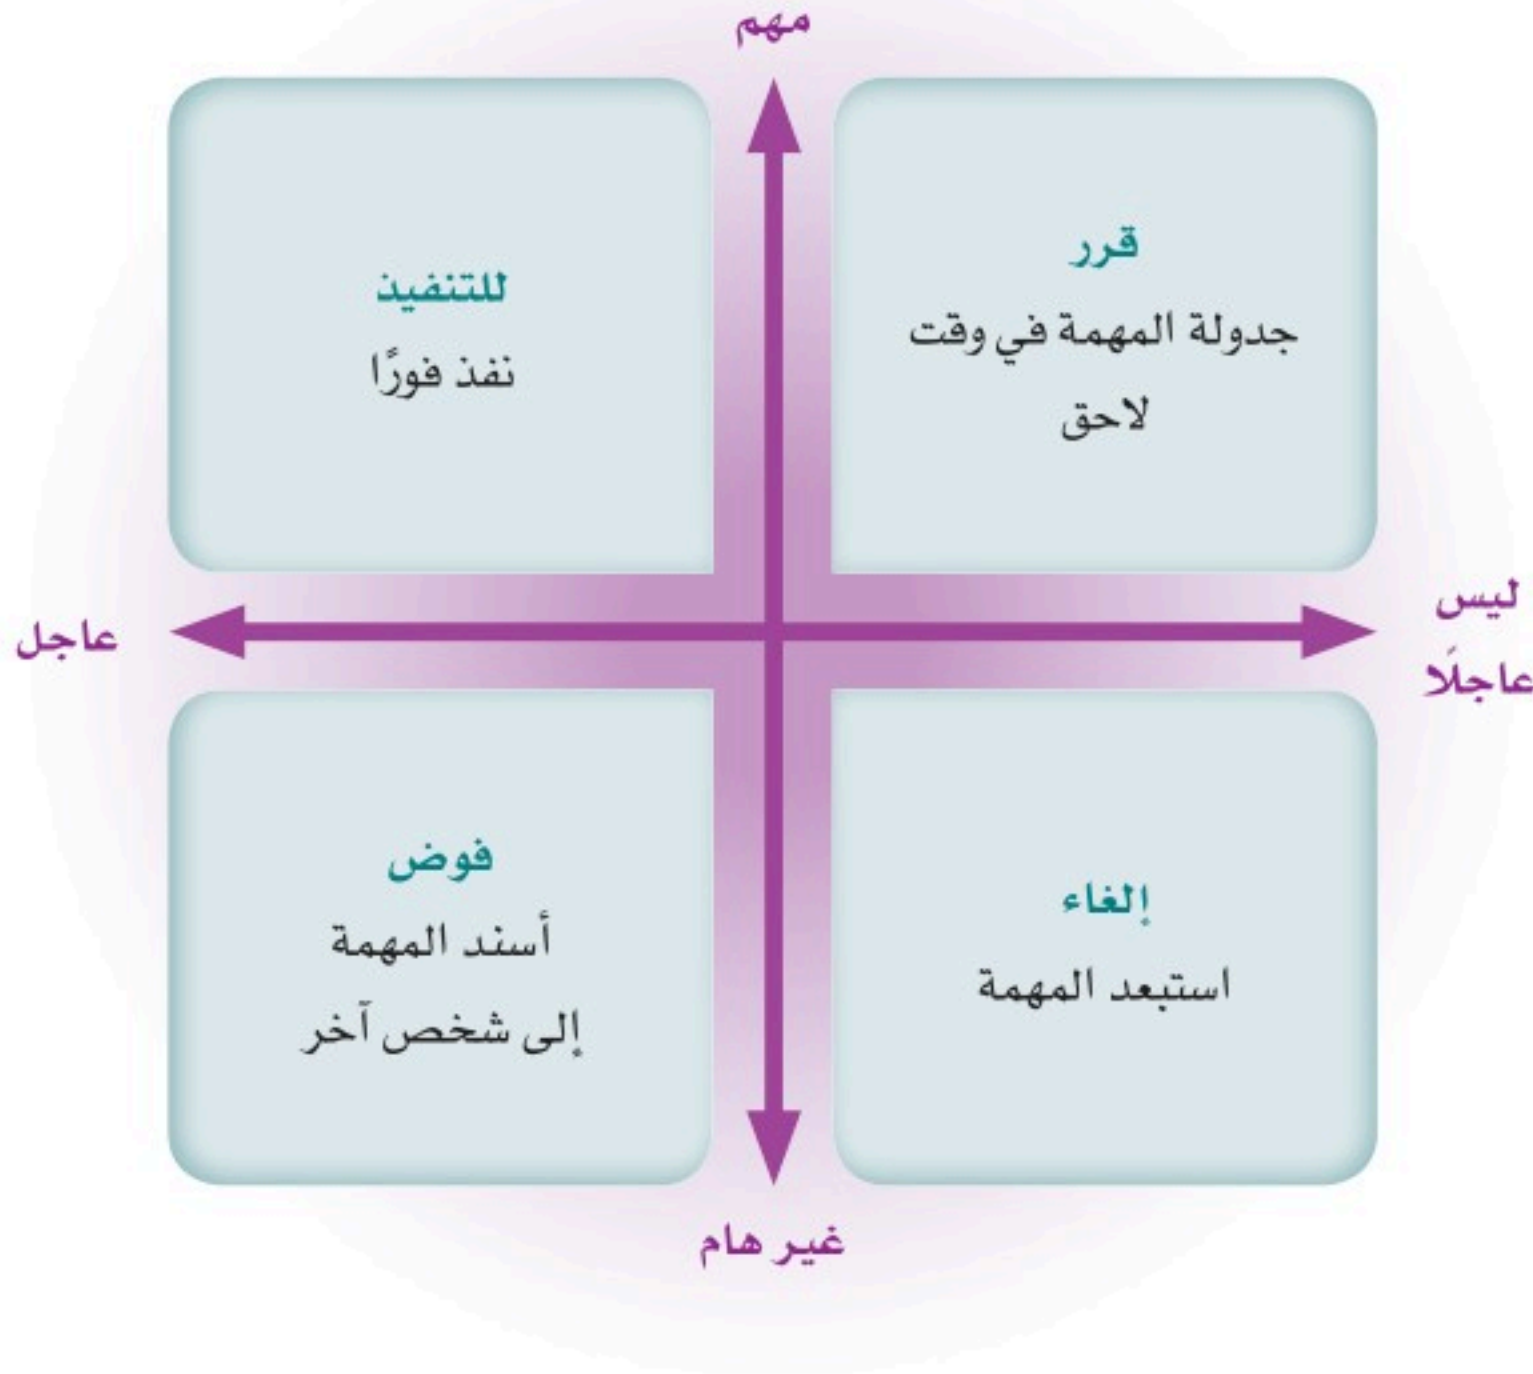 مهم
قرر
جدولة المهمة في وقت
لاحق
للتنفيذ
نفذ فورًا
ليس
عاجلًا
عاجل
إلغاء
استبعد المهمة
فوض
أسند المهمة
إلى شخص آخر
غير هام